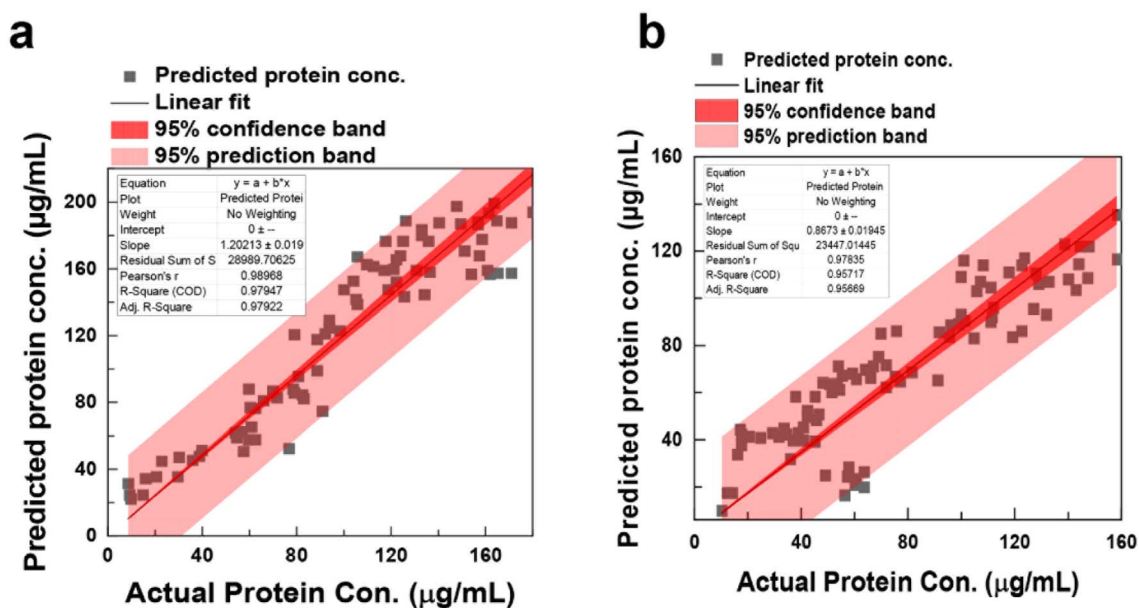 a
Predicted protein conc.
Linear fit
95% confidence band
95% prediction band
Predicted protein conc. (µg/mL)
200
160
120
80
40
0
Equation y = a + b*x
Plot Predicted Protei
Weight No Weighting
Intercept 0 ± --
Slope 1.20213 ± 0.019
Residual Sum of S 28989.70625
Pearson's r 0.98968
R-Square (COD) 0.97947
Adj. R-Square 0.97922
0 40 80 120 160
Actual Protein Con. (µg/mL)
b
Predicted protein conc.
Linear fit
95% confidence band
95% prediction band
Predicted protein conc. (µg/mL)
160
120
80
40
Equation y = a + b*x
Plot Predicted Protein
Weight No Weighting
Intercept 0 ± --
Slope 0.8673 ± 0.01945
Residual Sum of Squ 23447.01445
Pearson's r 0.97835
R-Square (COD) 0.95717
Adj. R-Square 0.95669
0 40 80 120 160
Actual Protein Con. (µg/mL)